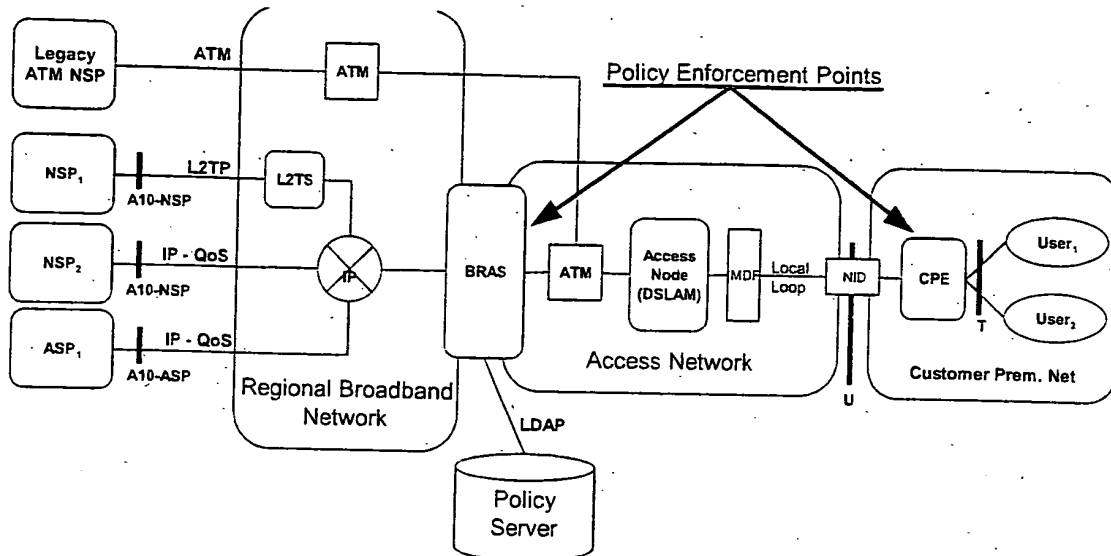 Legacy
ATM NSP
ATM
ATM
Policy Enforcement Points
NSP₁
L2TP
L2TS
A10-NSP
NSP₂
IP - QoS
IP
A10-NSP
ASP₁
IP - QoS
A10-ASP
Regional Broadband
Network
BRAS
ATM
Access
Node
(DSLAM)
MDF
Local
Loop
Access Network
NID
U
CPE
T
User₁
User₂
Customer Prem. Net
LDAP
Policy
Server